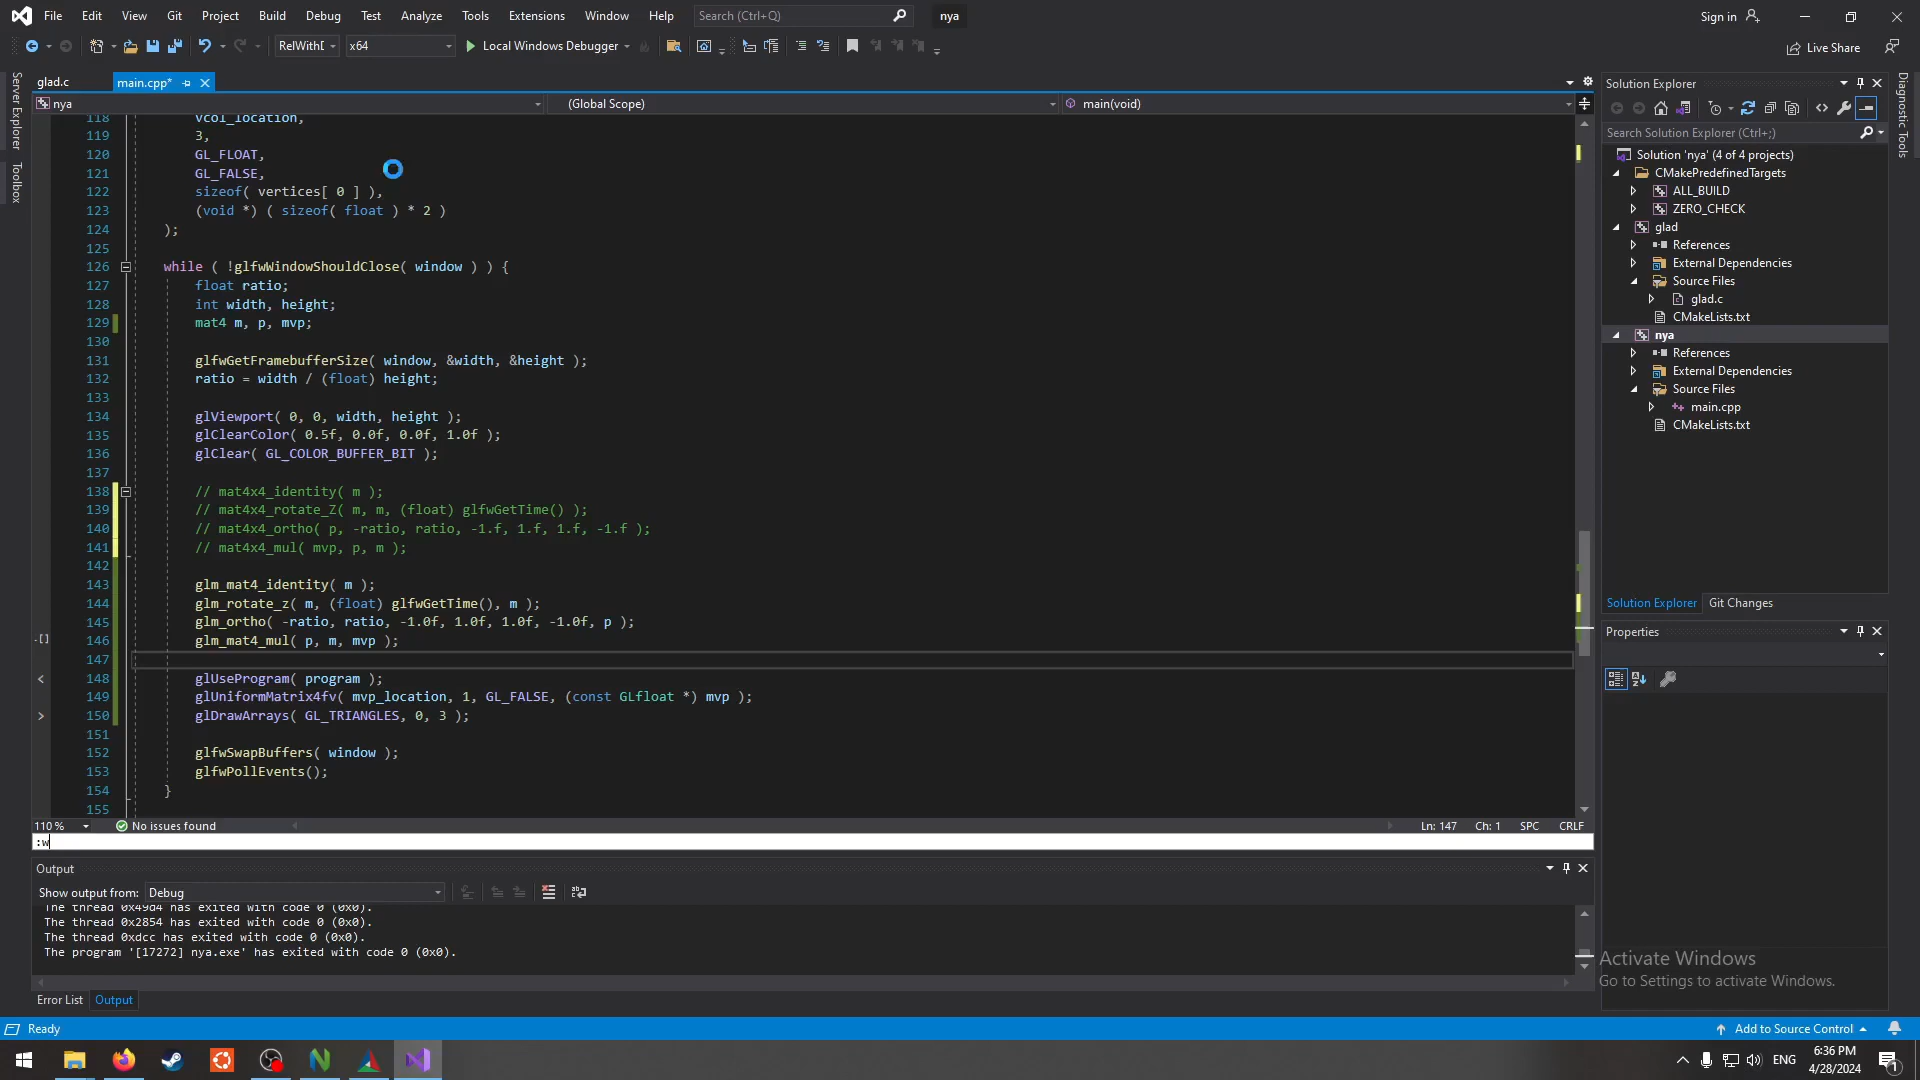 File Edit View Git Project Build Debug Test Analyze Tools Extensions Window Help Search (Ctrl+Q) nya Sign in
RelWithD x64 Local Windows Debugger Live Share
glad.c main.cpp*
nya (Global Scope) main(void)
Server Explorer
Toolbox
118 vcol_location,
119 3,
120 GL_FLOAT,
121 GL_FALSE,
122 sizeof( vertices[ 0 ] ),
123 (void *) ( sizeof( float ) * 2 )
124 );
125
126 while ( !glfwWindowShouldClose( window ) ) {
127 float ratio;
128 int width, height;
129 mat4 m, p, mvp;
130
131 glfwGetFramebufferSize( window, &width, &height );
132 ratio = width / (float) height;
133
134 glViewport( 0, 0, width, height );
135 glClearColor( 0.5f, 0.0f, 0.0f, 1.0f );
136 glClear( GL_COLOR_BUFFER_BIT );
137
138 // mat4x4_identity( m );
139 // mat4x4_rotate_Z( m, m, (float) glfwGetTime() );
140 // mat4x4_ortho( p, -ratio, ratio, -1.f, 1.f, 1.f, -1.f );
141 // mat4x4_mul( mvp, p, m );
142
143 glm_mat4_identity( m );
144 glm_rotate_z( m, (float) glfwGetTime(), m );
145 glm_ortho( -ratio, ratio, -1.0f, 1.0f, 1.0f, -1.0f, p );
146 glm_mat4_mul( p, m, mvp );
147
148 glUseProgram( program );
149 glUniformMatrix4fv( mvp_location, 1, GL_FALSE, (const GLfloat *) mvp );
150 glDrawArrays( GL_TRIANGLES, 0, 3 );
151
152 glfwSwapBuffers( window );
153 glfwPollEvents();
154 }
155
110 % No issues found Ln: 147 Ch: 1 SPC CRLF
:w
Output
Show output from: Debug
The thread 0x49d4 has exited with code 0 (0x0).
The thread 0x2854 has exited with code 0 (0x0).
The thread 0xdcc has exited with code 0 (0x0).
The program '[17272] nya.exe' has exited with code 0 (0x0).
Error List Output
Solution Explorer
Search Solution Explorer (Ctrl+;)
Solution 'nya' (4 of 4 projects)
CMakePredefinedTargets
ALL_BUILD
ZERO_CHECK
glad
References
External Dependencies
Source Files
glad.c
CMakeLists.txt
nya
References
External Dependencies
Source Files
main.cpp
CMakeLists.txt
Solution Explorer Git Changes
Properties
Diagnostic Tools
Activate Windows
Go to Settings to activate Windows.
Ready Add to Source Control
ENG 6:36 PM
4/28/2024
1